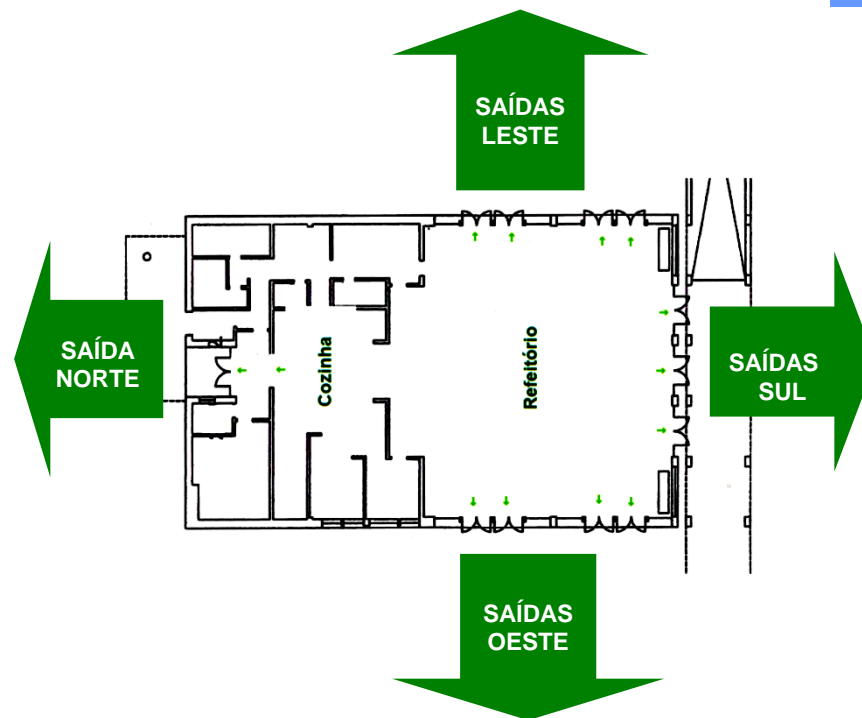 SAÍDAS
LESTE
SAÍDA
NORTE
Cozinha
Refeitório
SAÍDAS
SUL
SAÍDAS
OESTE